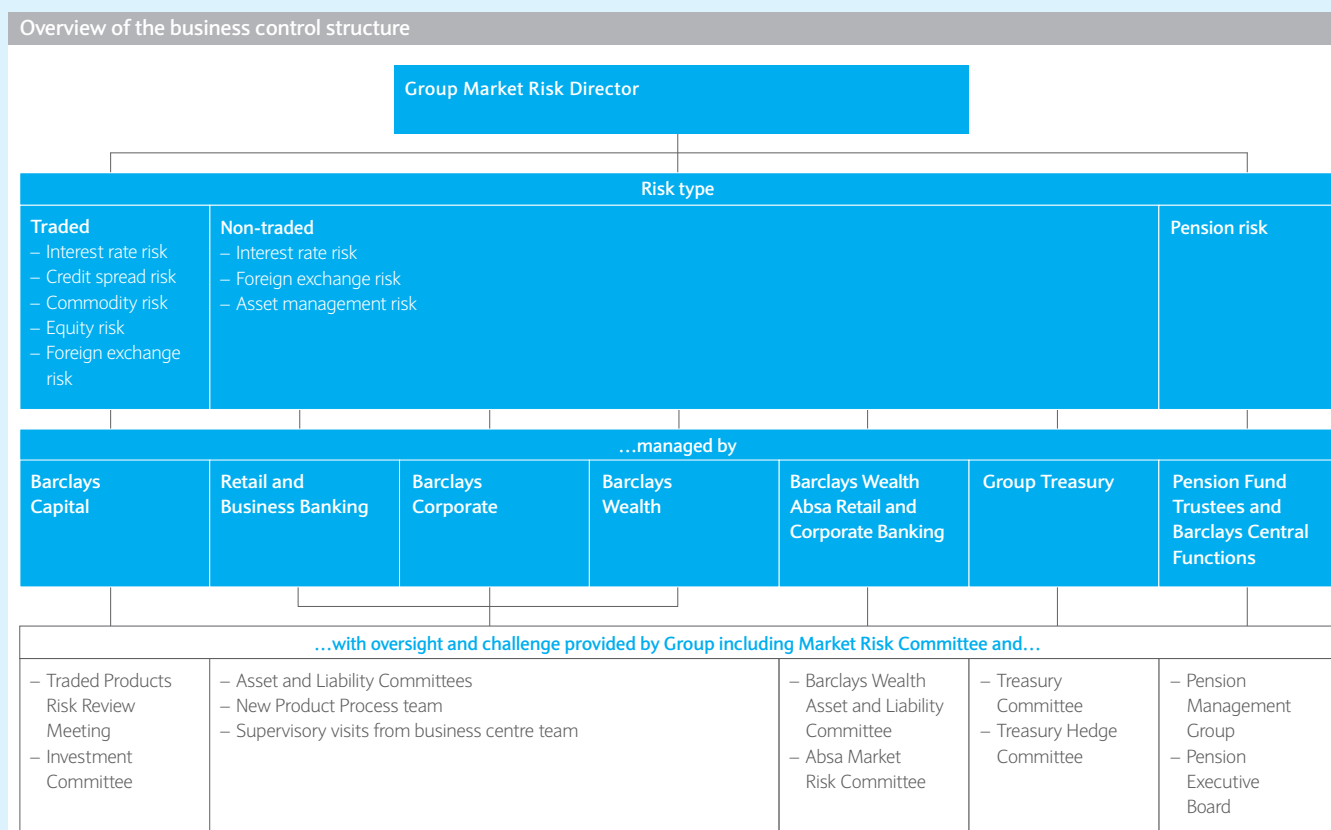 Overview of the business control structure
Group Market Risk Director
Risk type
Traded
– Interest rate risk
– Credit spread risk
– Commodity risk
– Equity risk
– Foreign exchange
risk
Non-traded
– Interest rate risk
– Foreign exchange risk
– Asset management risk
Pension risk
…managed by
Barclays
Capital
Retail and
Business Banking
Barclays
Corporate
Barclays
Wealth
Barclays Wealth
Absa Retail and
Corporate Banking
Group Treasury
Pension Fund
Trustees and
Barclays Central
Functions
…with oversight and challenge provided by Group including Market Risk Committee and…
– Traded Products
Risk Review
Meeting
– Investment
Committee
– Asset and Liability Committees
– New Product Process team
– Supervisory visits from business centre team
– Barclays Wealth
Asset and Liability
Committee
– Absa Market
Risk Committee
– Treasury
Committee
– Treasury Hedge
Committee
– Pension
Management
Group
– Pension
Executive
Board